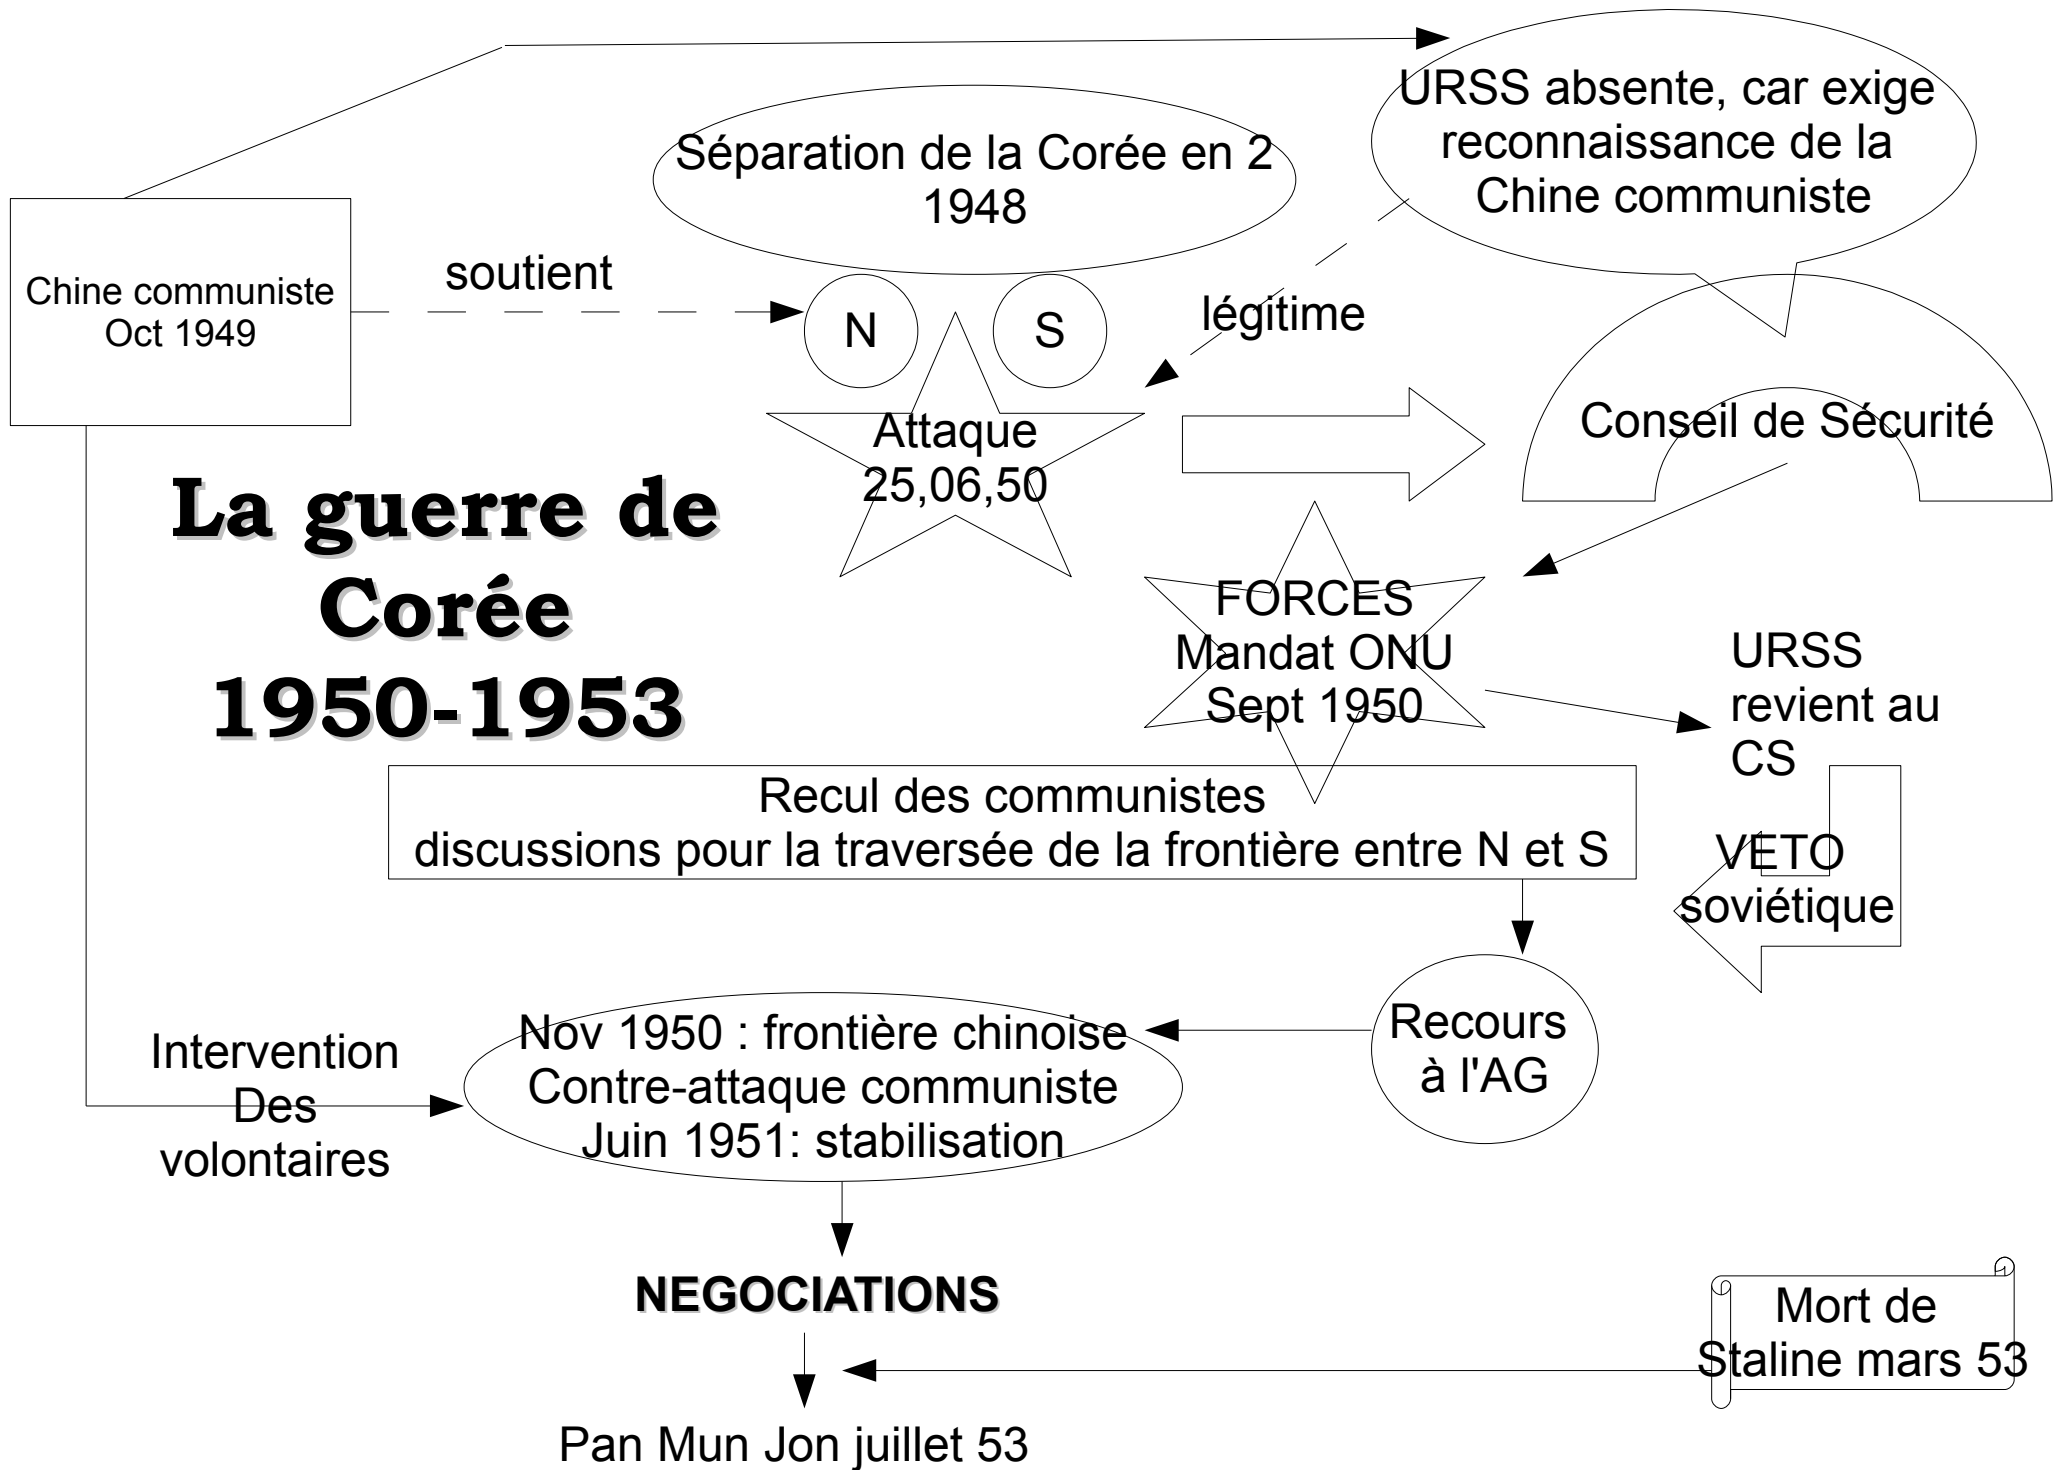 URSS absente, car exige
reconnaissance de la
Chine communiste
Séparation de la Corée en 2
1948
Chine communiste
Oct 1949
soutient
N
S
légitime
Attaque
25,06,50
Conseil de Sécurité
La guerre de
Corée
1950-1953
FORCES
Mandat ONU
Sept 1950
URSS
revient au
CS
Recul des communistes
discussions pour la traversée de la frontière entre N et S
VETO
soviétique
Recours
à l'AG
Nov 1950 : frontière chinoise
Contre-attaque communiste
Juin 1951: stabilisation
Intervention
Des
volontaires
NEGOCIATIONS
Mort de
Staline mars 53
Pan Mun Jon juillet 53